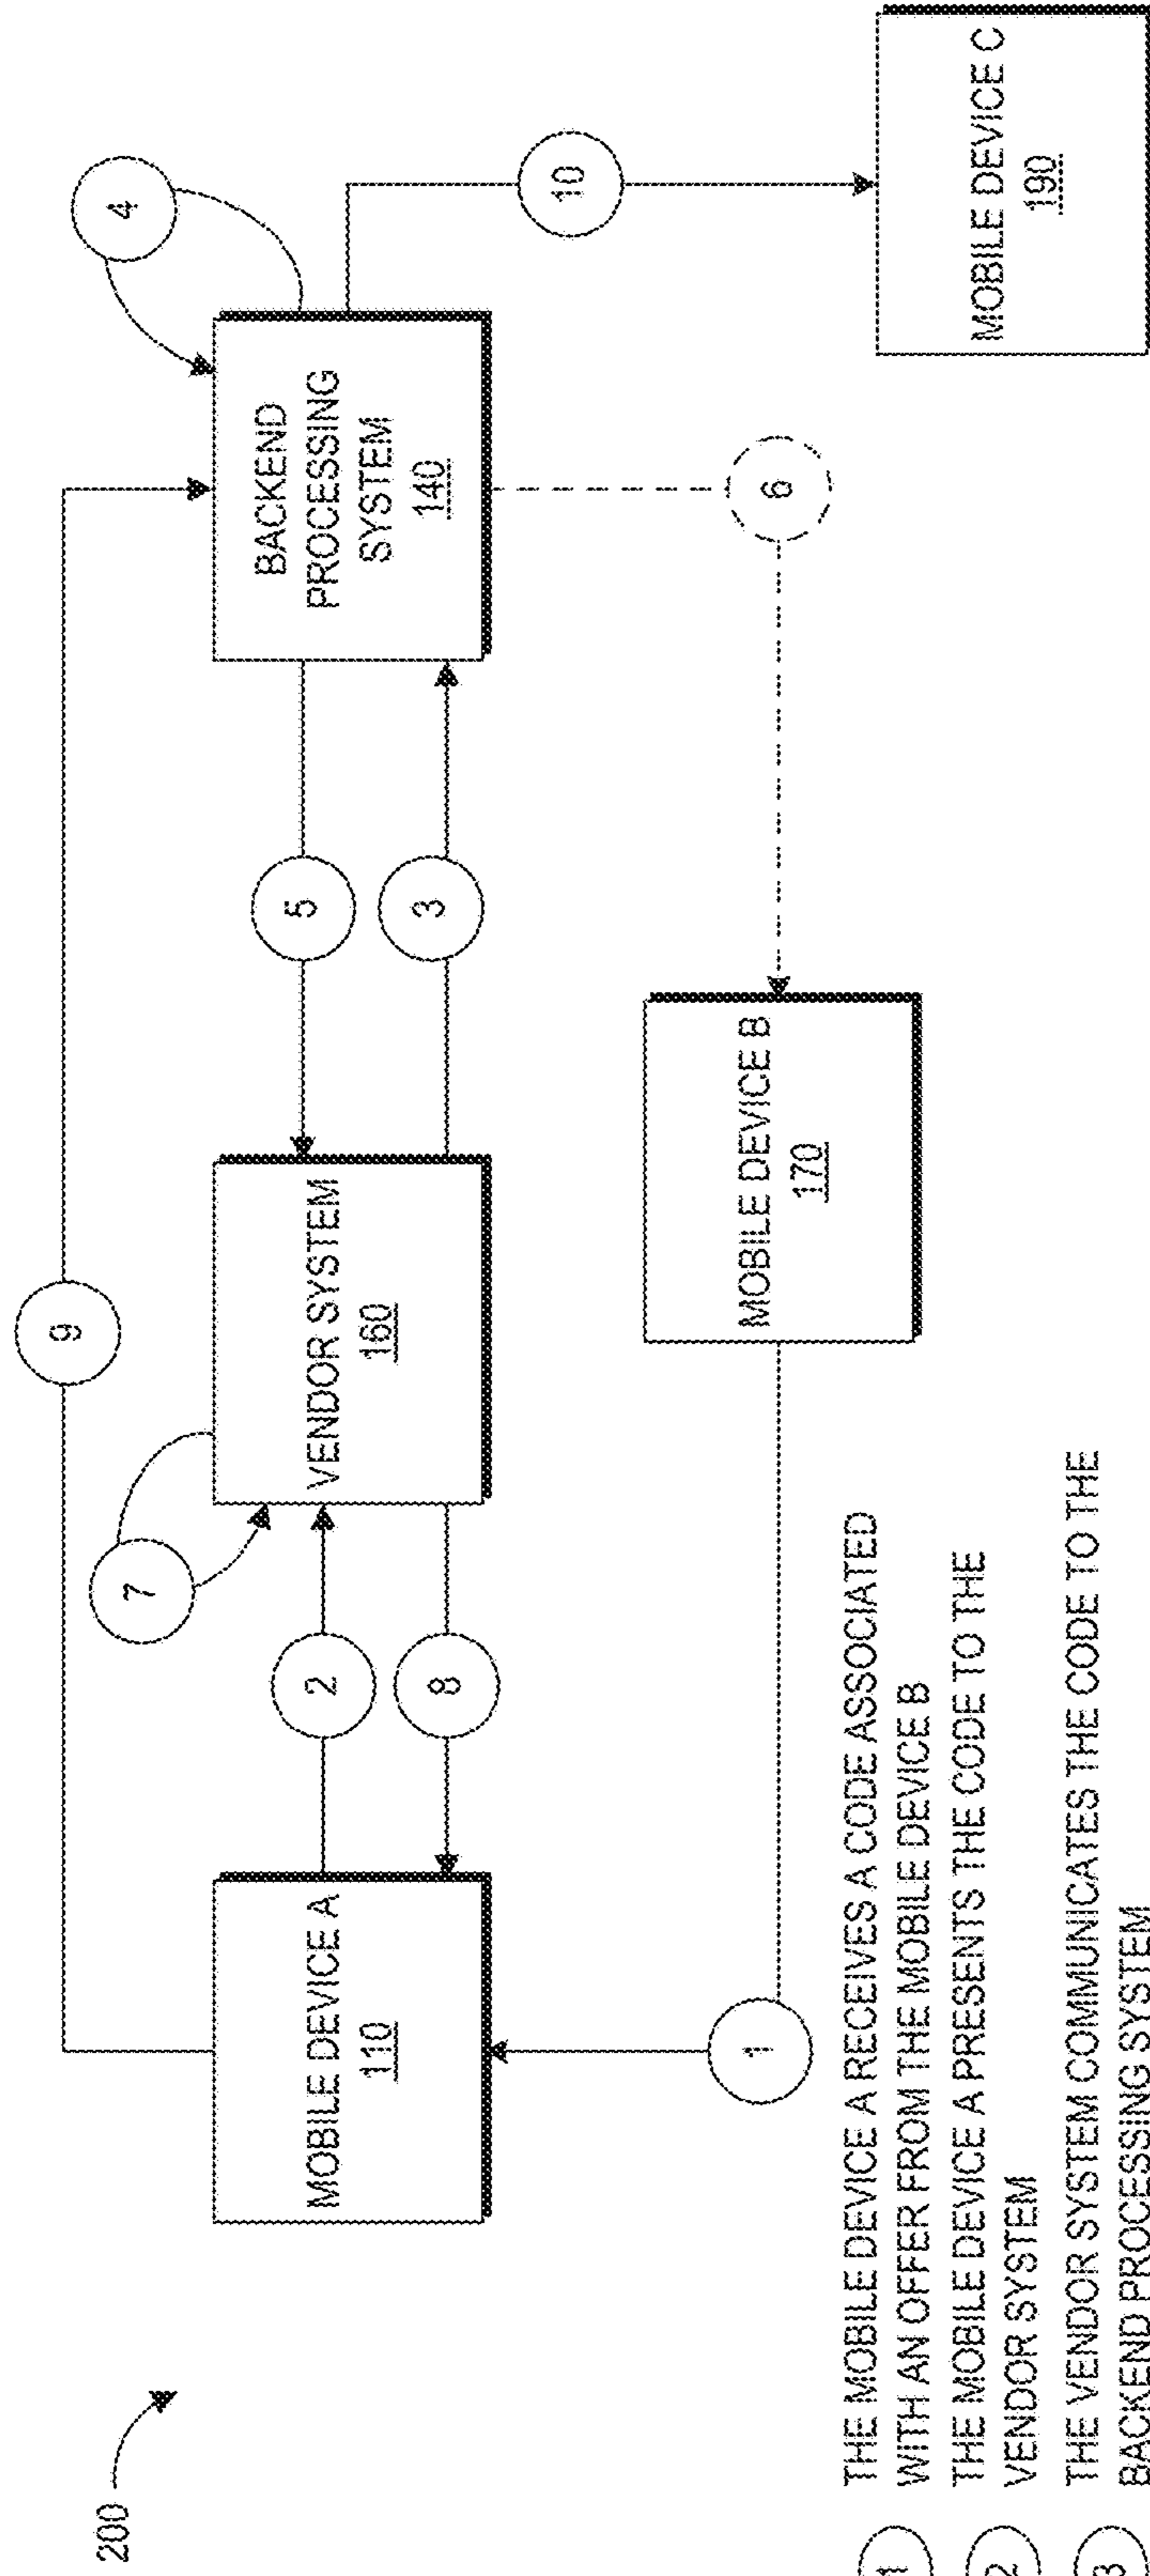 200
9
7
4
MOBILE DEVICE A
110
2
8
VENDOR SYSTEM
160
5
3
BACKEND
PROCESSING
SYSTEM
140
10
1
MOBILE DEVICE B
170
6
MOBILE DEVICE C
190
1 THE MOBILE DEVICE A RECEIVES A CODE ASSOCIATED
WITH AN OFFER FROM THE MOBILE DEVICE B
2 THE MOBILE DEVICE A PRESENTS THE CODE TO THE
VENDOR SYSTEM
3 THE VENDOR SYSTEM COMMUNICATES THE CODE TO THE
BACKEND PROCESSING SYSTEM